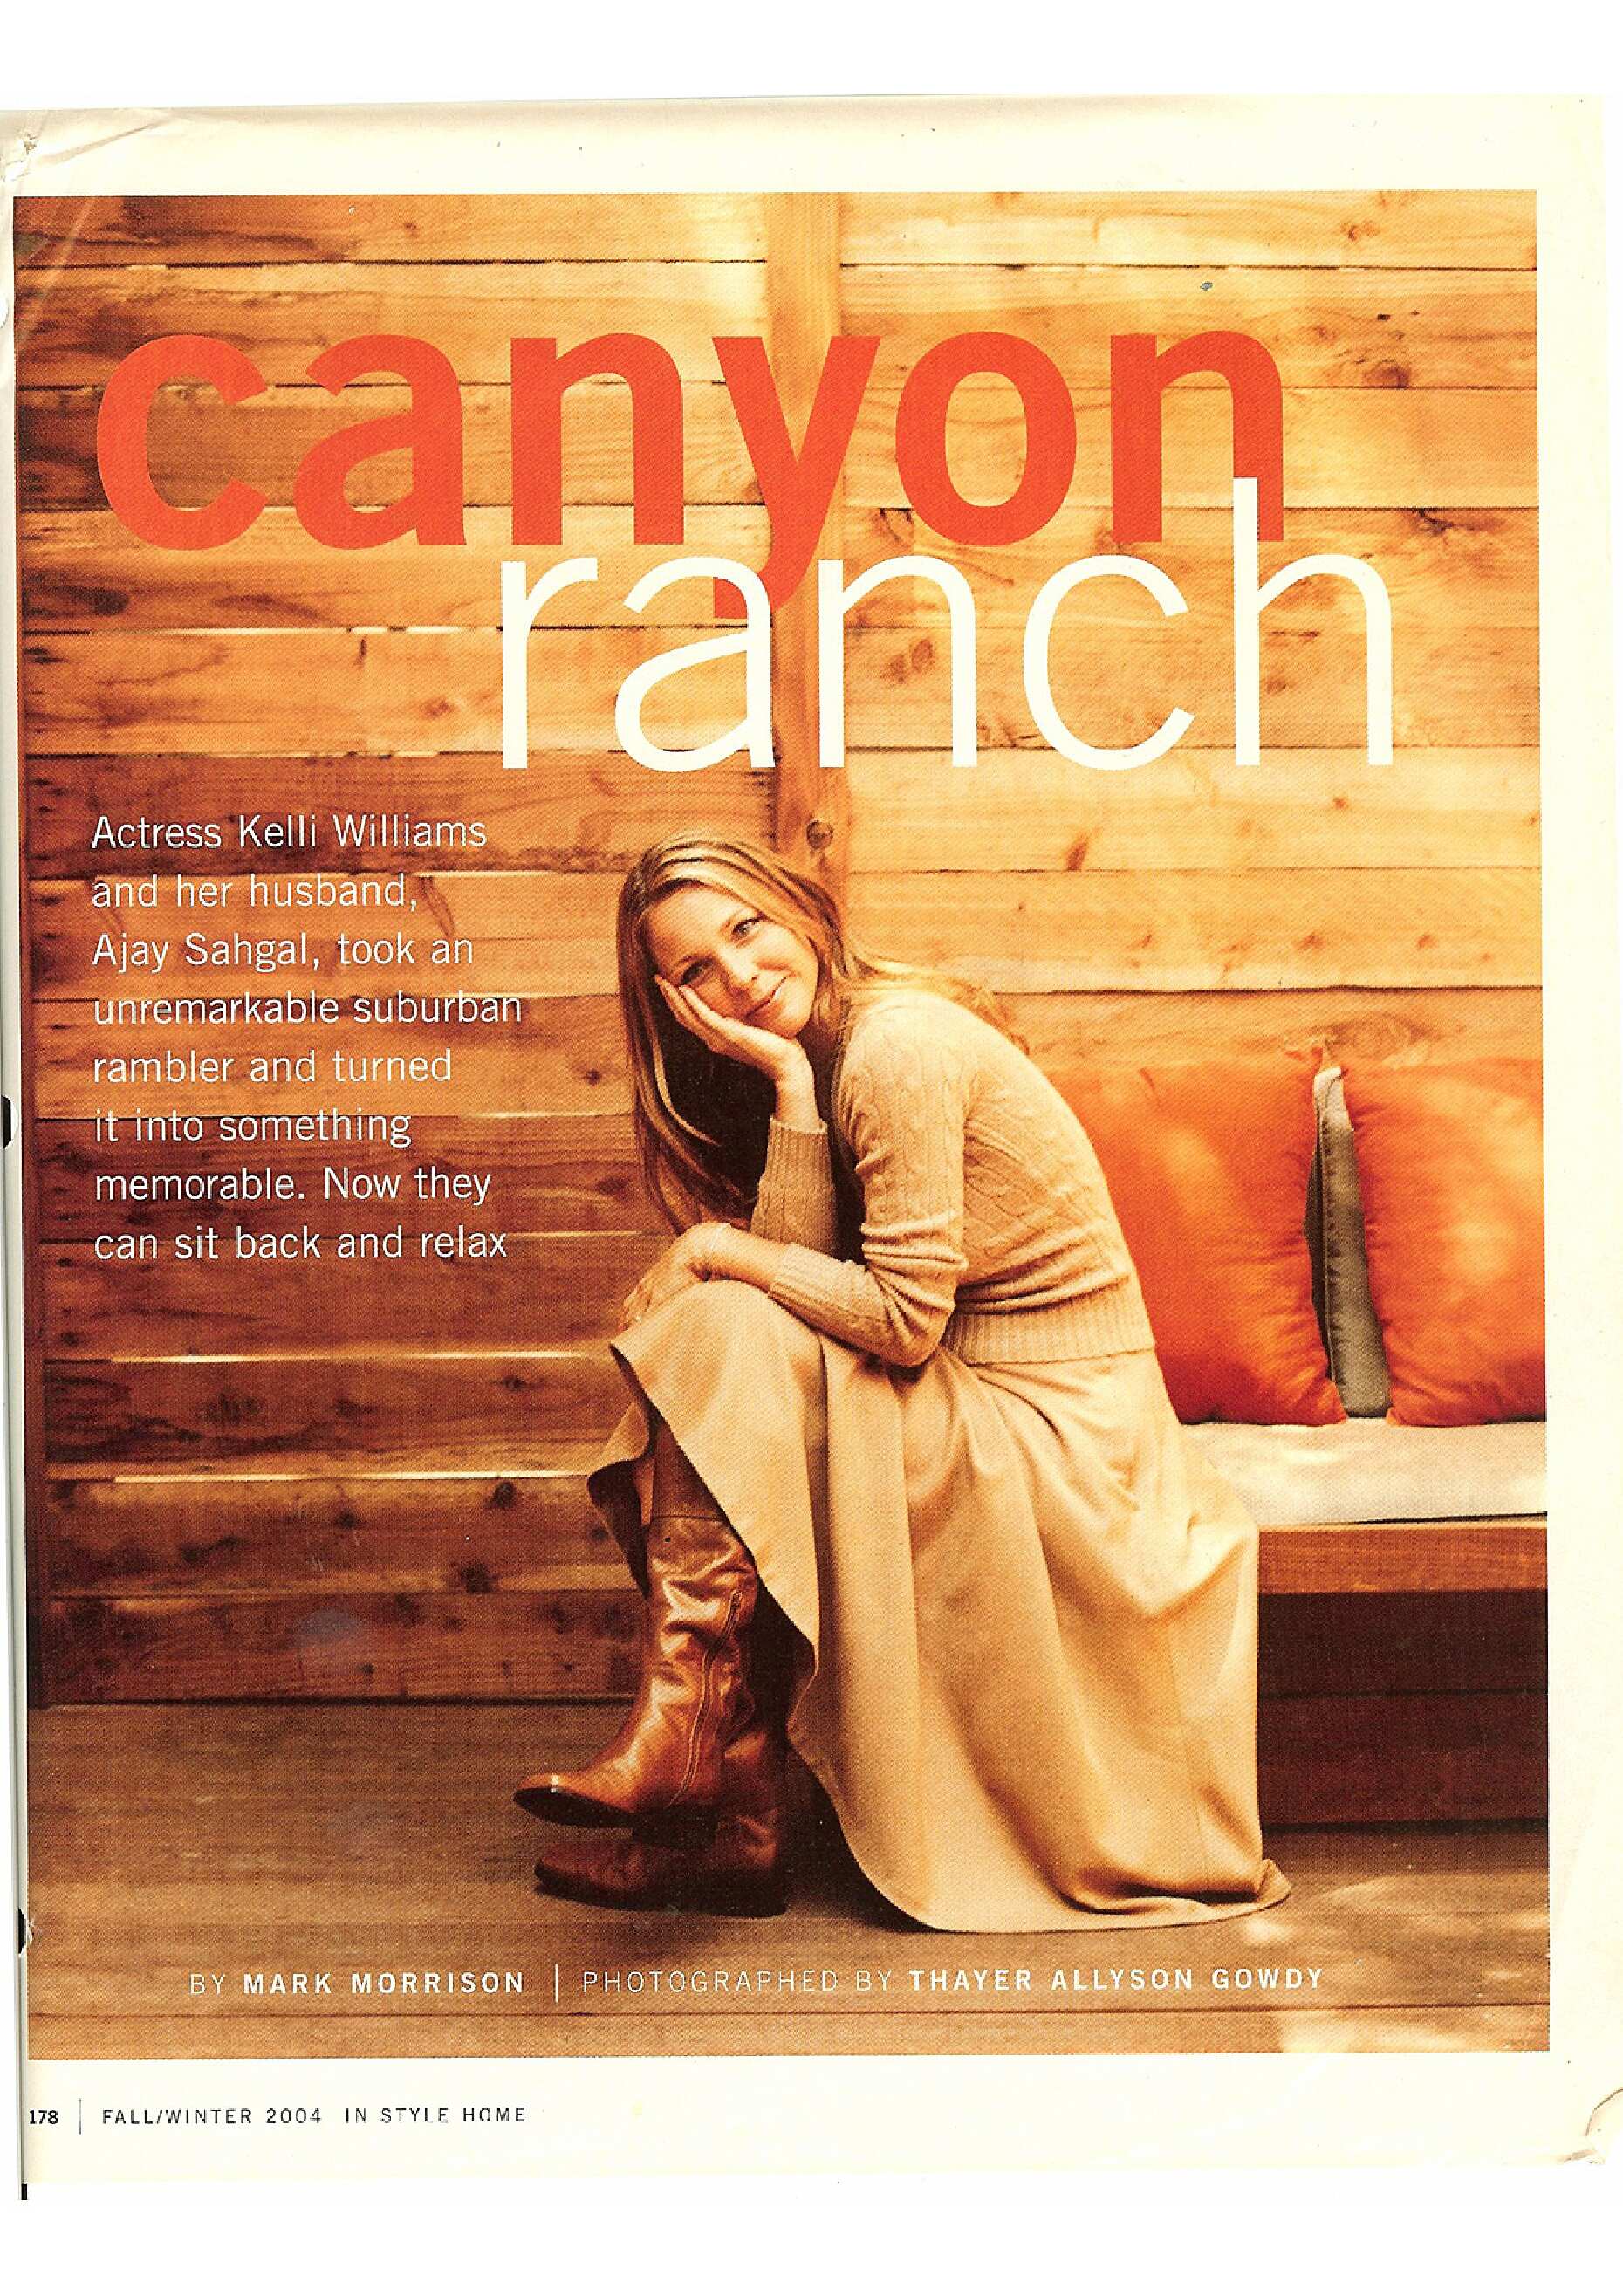 canyon
ranch
Actress Kelli Williams
and her husband,
Ajay Sahgal, took an
unremarkable suburban
rambler and turned
it into something
memorable. Now they
can sit back and relax
BY MARK MORRISON | PHOTOGRAPHED BY THAYER ALLYSON GOWDY
178 | FALL/WINTER 2004 IN STYLE HOME